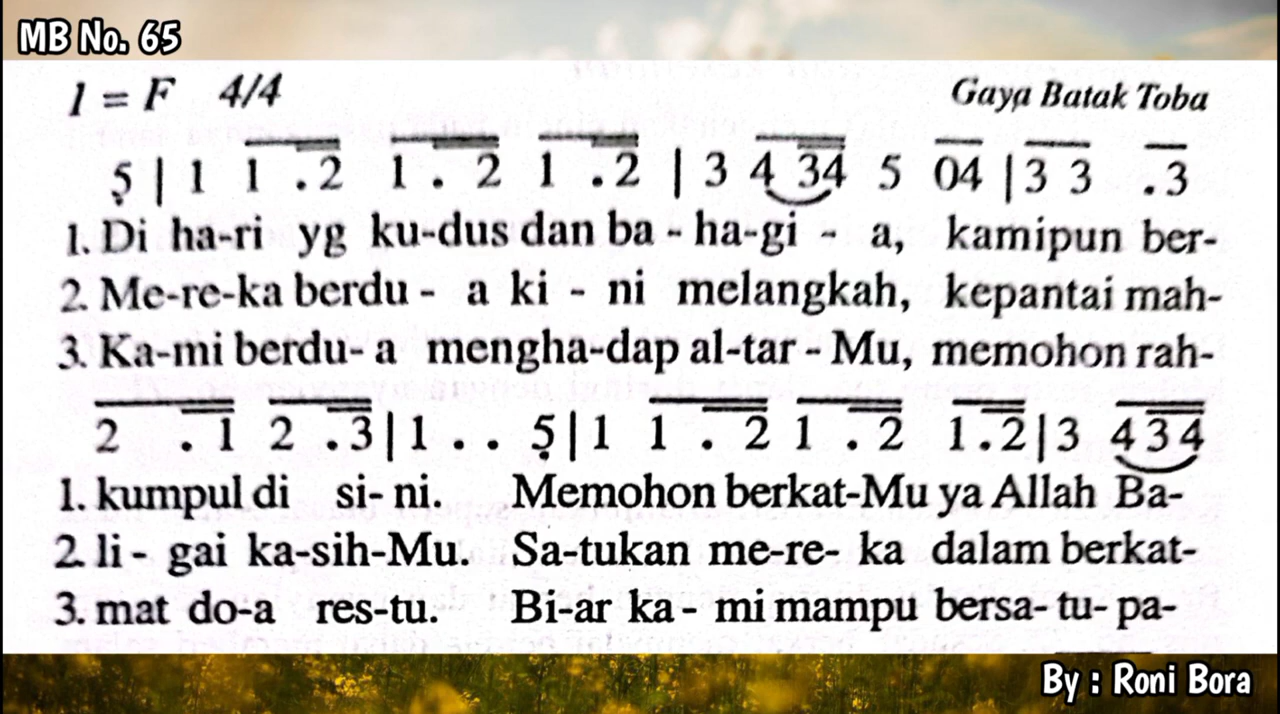 MB No. 65
1 = F 4/4 Gaya Batak Toba
5̣ | 1 1 . 2 1 . 2 1 . 2 | 3 4 34 5 04 | 3 3 . 3
1. Di ha-ri yg ku-dus dan ba - ha-gi - a, kamipun ber-
2. Me-re-ka berdu - a ki - ni melangkah, kepantai mah-
3. Ka-mi berdu- a mengha-dap al-tar - Mu, memohon rah-
2 . 1 2 . 3 | 1 . . 5̣ | 1 1 . 2 1 . 2 1 . 2 | 3 4 34
1. kumpul di si- ni. Memohon berkat-Mu ya Allah Ba-
2. li - gai ka-sih-Mu. Sa-tukan me-re- ka dalam berkat-
3. mat do-a res-tu. Bi-ar ka - mi mampu bersa- tu- pa-
By : Roni Bora